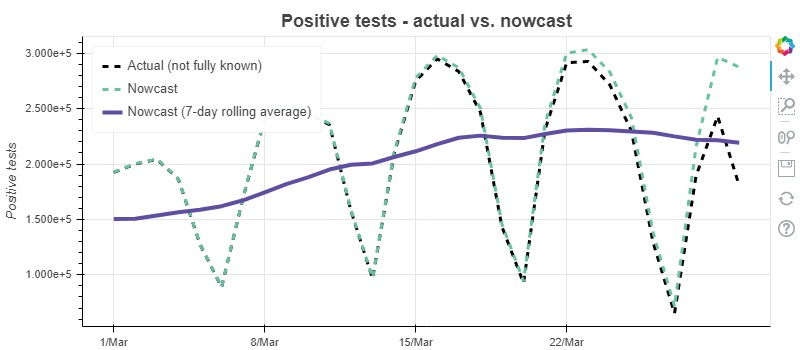 Positive tests - actual vs. nowcast
3.000e+5
2.500e+5
2.000e+5
1.500e+5
1.000e+5
Positive tests
Actual (not fully known)
Nowcast
Nowcast (7-day rolling average)
1/Mar
8/Mar
15/Mar
22/Mar